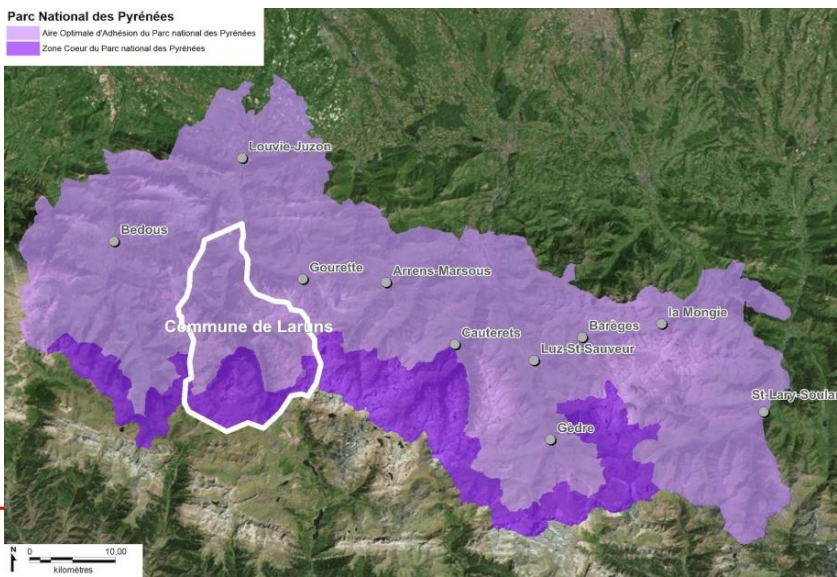 Parc National des Pyrénées
Aire Optimale d'Adhésion du Parc national des Pyrénées
Zone Coeur du Parc national des Pyrénées
Louvie-Juzon
Bedous
Gourette
Arrens-Marsous
la Mongie
Commune de Laruns
Barèges
Cauterets
Luz-St-Sauveur
St-Lary-Soulan
Gèdre
N
0 10,00
kilomètres